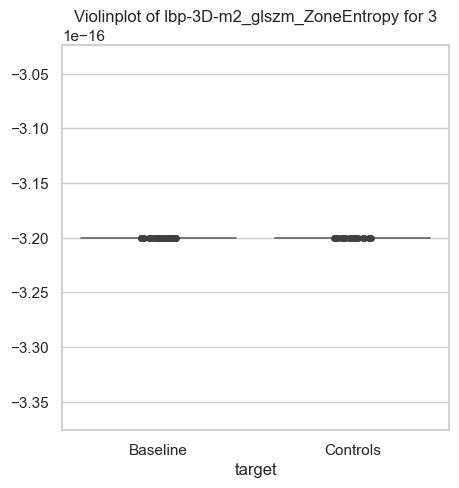 Violinplot of lbp-3D-m2_glszm_ZoneEntropy for 3
1e−16
−3.05
−3.10
−3.15
−3.20
−3.25
−3.30
−3.35
Baseline Controls
target